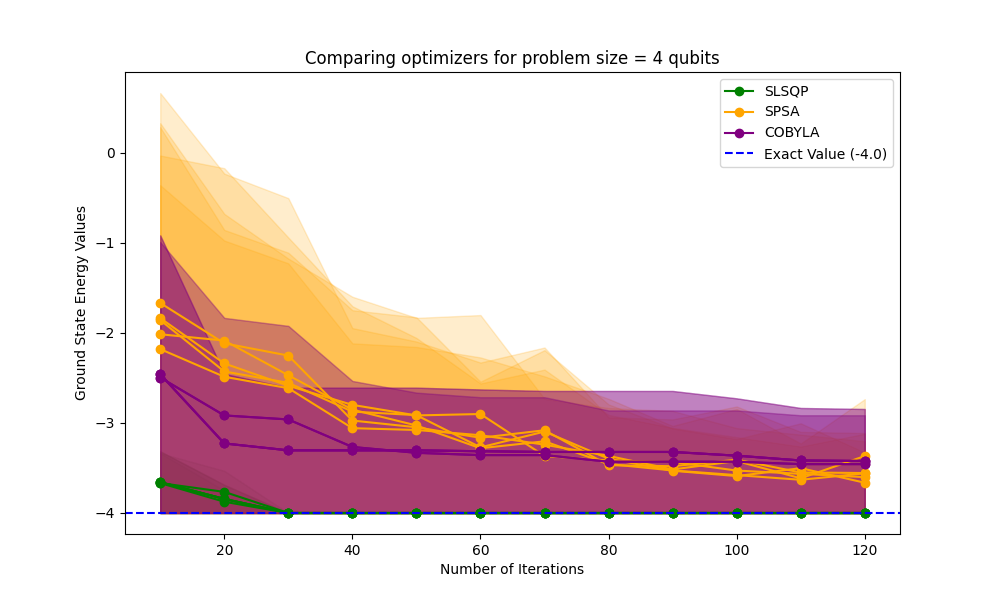 Comparing optimizers for problem size = 4 qubits
SLSQP
SPSA
COBYLA
Exact Value (-4.0)
Ground State Energy Values
0
−1
−2
−3
−4
20
40
60
80
100
120
Number of Iterations